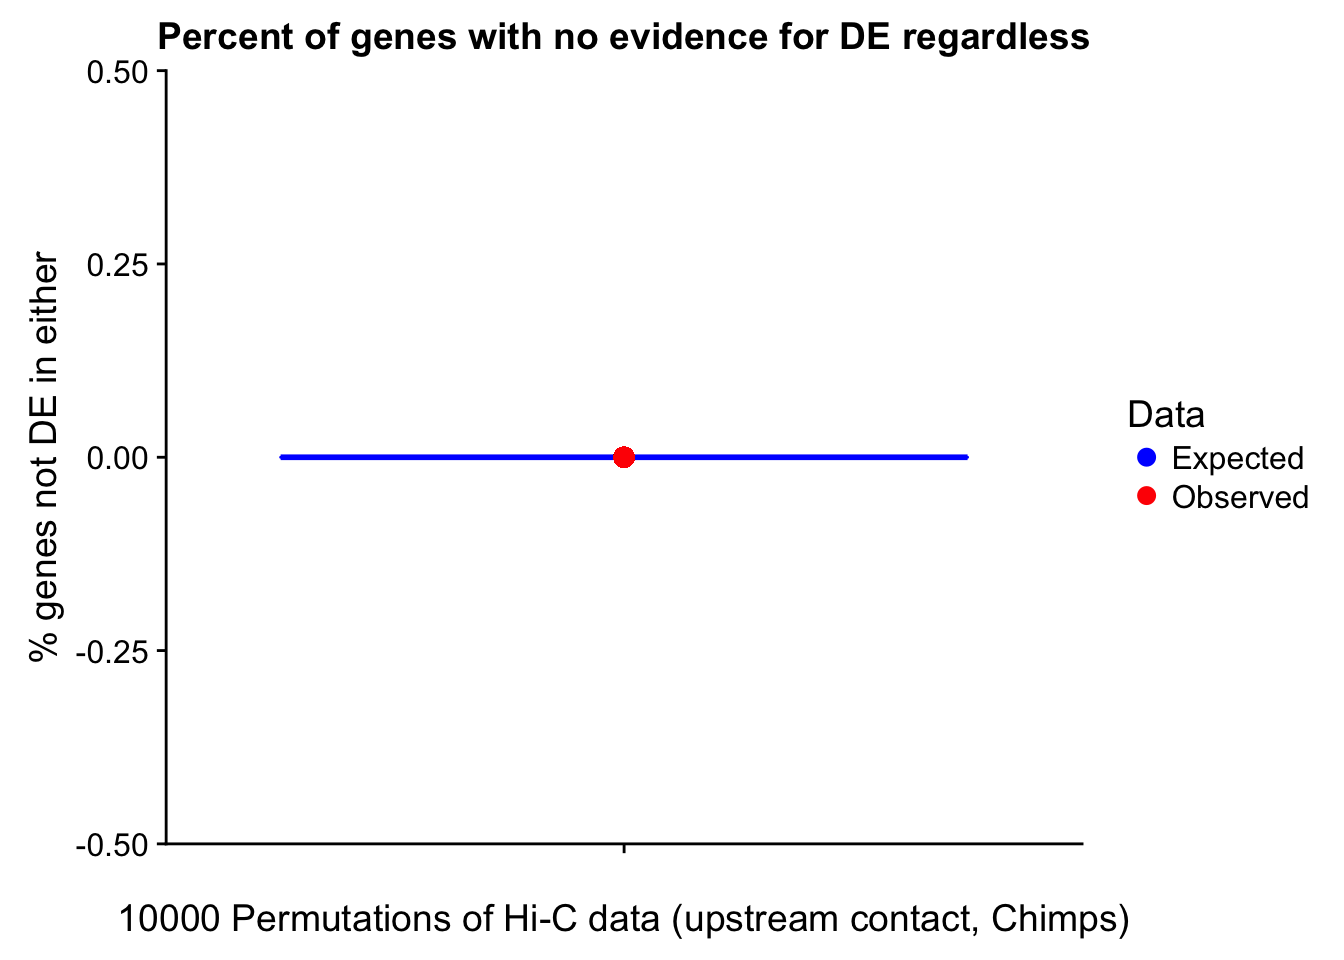 Percent of genes with no evidence for DE regardless
0.50
0.25
0.00
-0.25
-0.50
% genes not DE in either
10000 Permutations of Hi-C data (upstream contact, Chimps)
Data
Expected
Observed